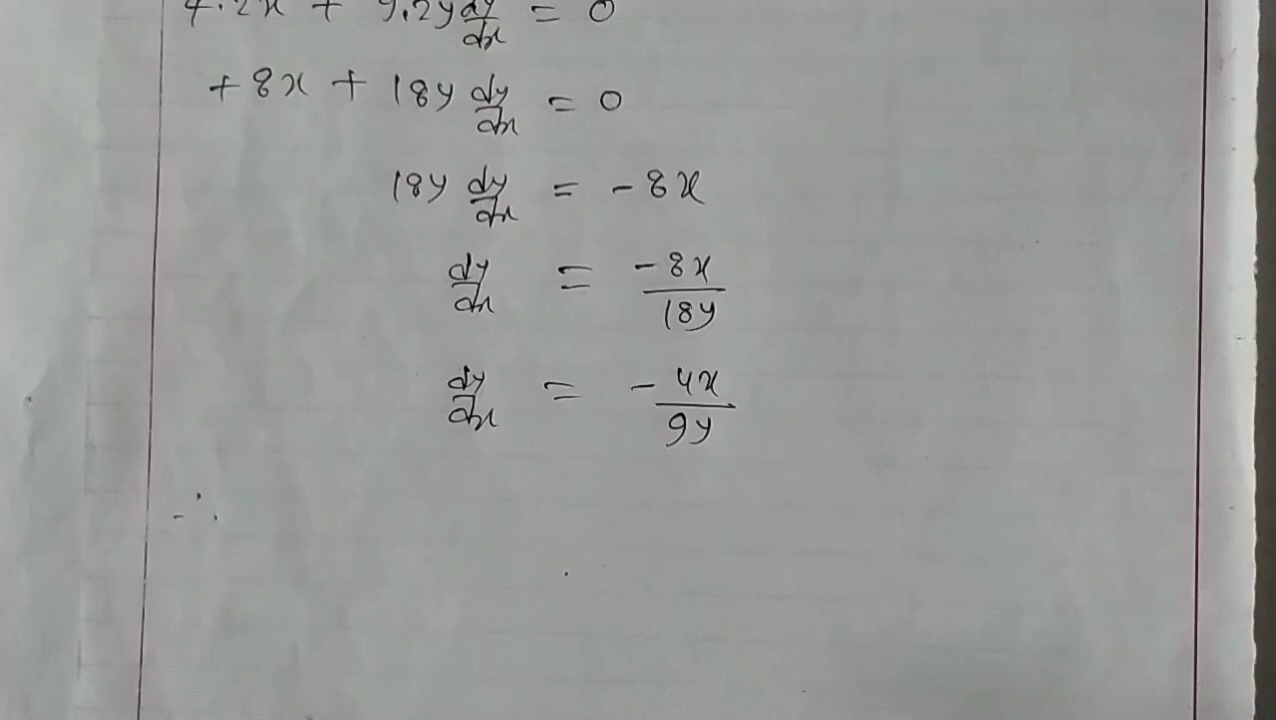 4.2x + 9.2y dy/dx = 0
+ 8x + 18y dy/dx = 0
18y dy/dx = - 8x
dy/dx = - 8x/18y
dy/dx = - 4x/9y
∴